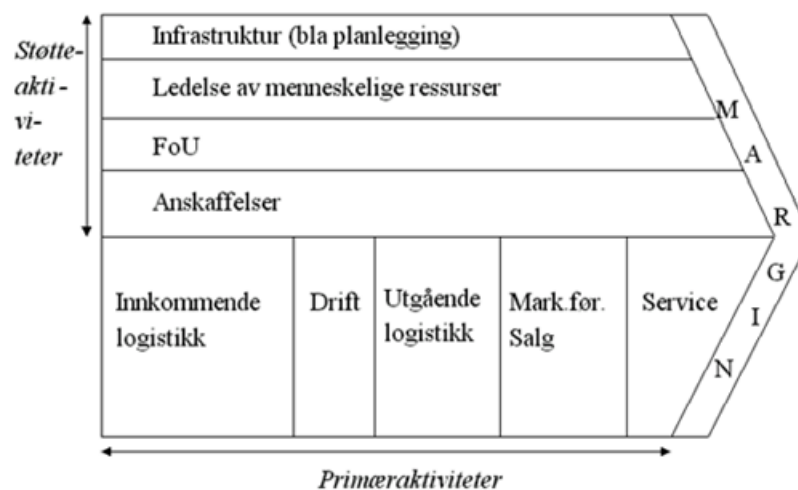 Støtte-
akti -
vi-
teter
Infrastruktur (bla planlegging)
Ledelse av menneskelige ressurser
FoU
Anskaffelser
Innkommende
logistikk
Drift
Utgående
logistikk
Mark.før.
Salg
Service
M
A
R
G
I
N
Primæraktiviteter